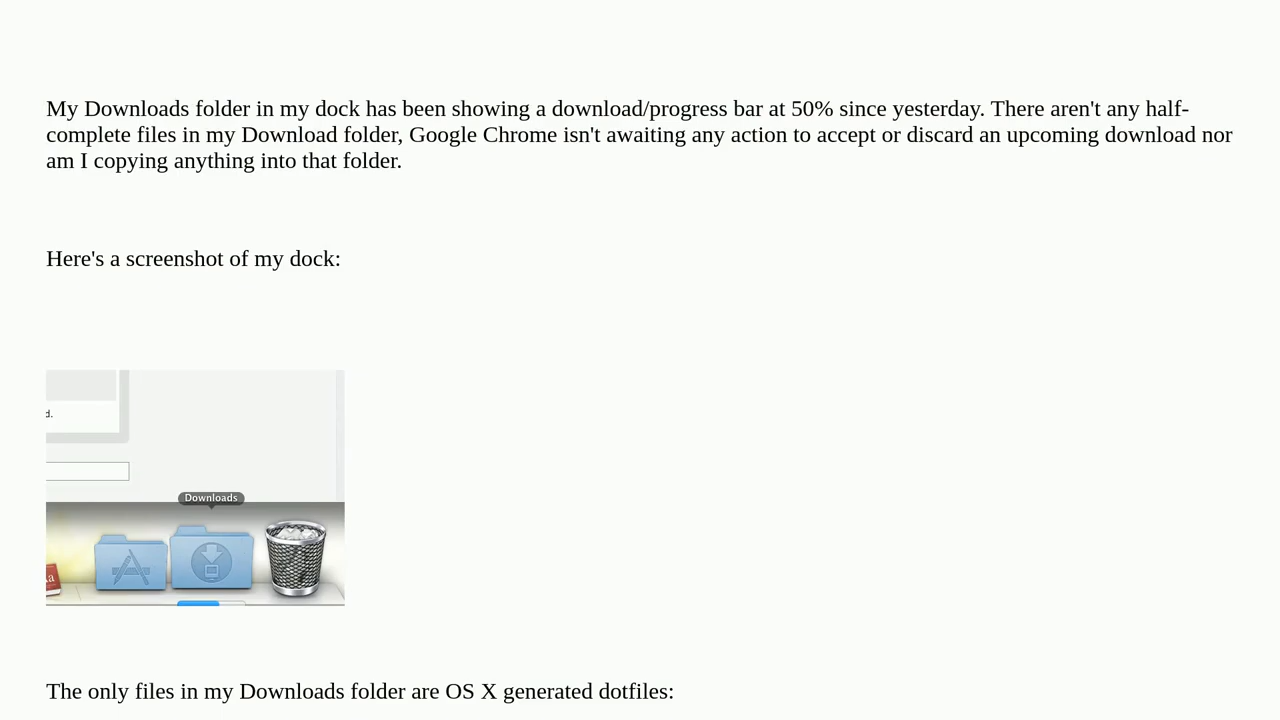 My Downloads folder in my dock has been showing a download/progress bar at 50% since yesterday. There aren't any half-
complete files in my Download folder, Google Chrome isn't awaiting any action to accept or discard an upcoming download nor
am I copying anything into that folder.
Here's a screenshot of my dock:
d.
Downloads
The only files in my Downloads folder are OS X generated dotfiles: